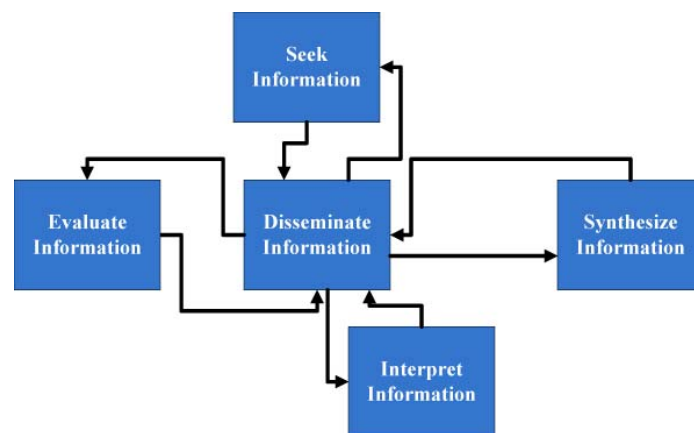 Seek
Information
Evaluate
Information
Disseminate
Information
Synthesize
Information
Interpret
Information